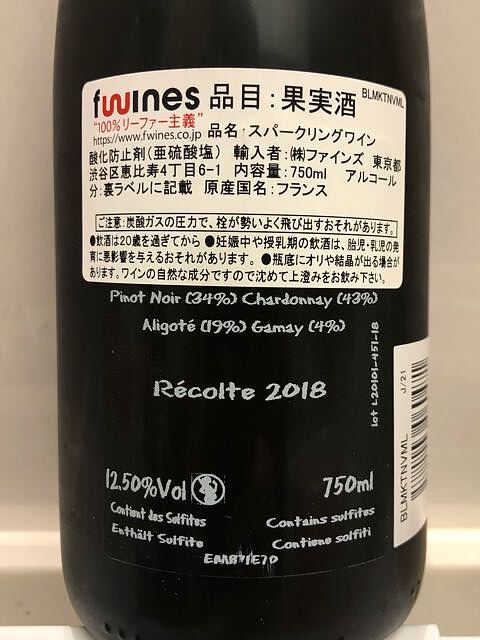 fwines 品目：果実酒 BLMKTNVML
"100%リーファー主義"
https://www.fwines.co.jp 品名：スパークリングワイン
酸化防止剤（亜硫酸塩） 輸入者：㈱ファインズ 東京都
渋谷区恵比寿4丁目6-1 内容量：750ml アルコール
分：裏ラベルに記載 原産国名：フランス
ご注意：炭酸ガスの圧力で、栓が勢いよく飛び出すおそれがあります。
●飲酒は20歳を過ぎてから ●妊娠中や授乳期の飲酒は、胎児・乳児の発
育に悪影響を与えるおそれがあります。 ●瓶底にオリや結晶が出る場合が
あります。ワインの自然な成分ですので沈めて上澄みをお飲み下さい。
Pinot Noir (34%) Chardonnay (43%)
Aligoté (19%) Gamay (4%)
lot L20101-451-18
Récolte 2018
J/21
BLMKTNVML
12.50%Vol
750ml
Contient des Sulfites
Contains sulfites
Enthält Sulfite
Contiene solfiti